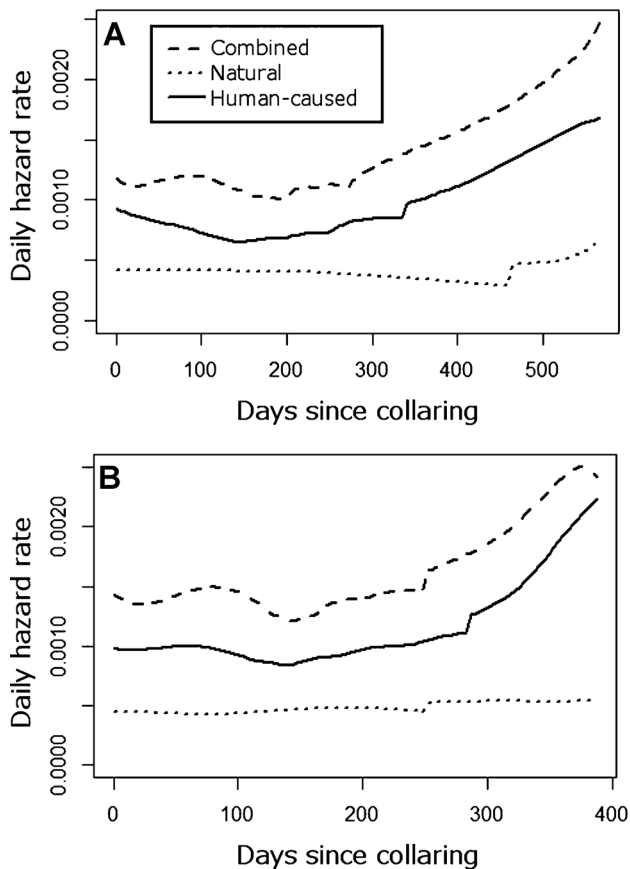 A
Combined
Natural
Human-caused
Daily hazard rate
0.0020
0.0010
0.0000
0 100 200 300 400 500
Days since collaring
B
Daily hazard rate
0.0020
0.0010
0.0000
0 100 200 300 400
Days since collaring